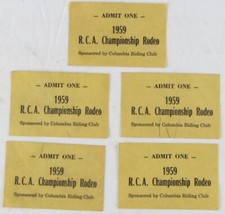 – ADMIT ONE –
1959
R.C.A. Championship Rodeo
Sponsored by Columbia Riding Club
– ADMIT ONE –
1959
R.C.A. Championship Rodeo
Sponsored by Columbia Riding Club
– ADMIT ONE –
1959
R.C.A. Championship Rodeo
Sponsored by Columbia Riding Club
– ADMIT ONE –
1959
R.C.A. Championship Rodeo
Sponsored by Columbia Riding Club
– ADMIT ONE –
1959
R.C.A. Championship Rodeo
Sponsored by Columbia Riding Club